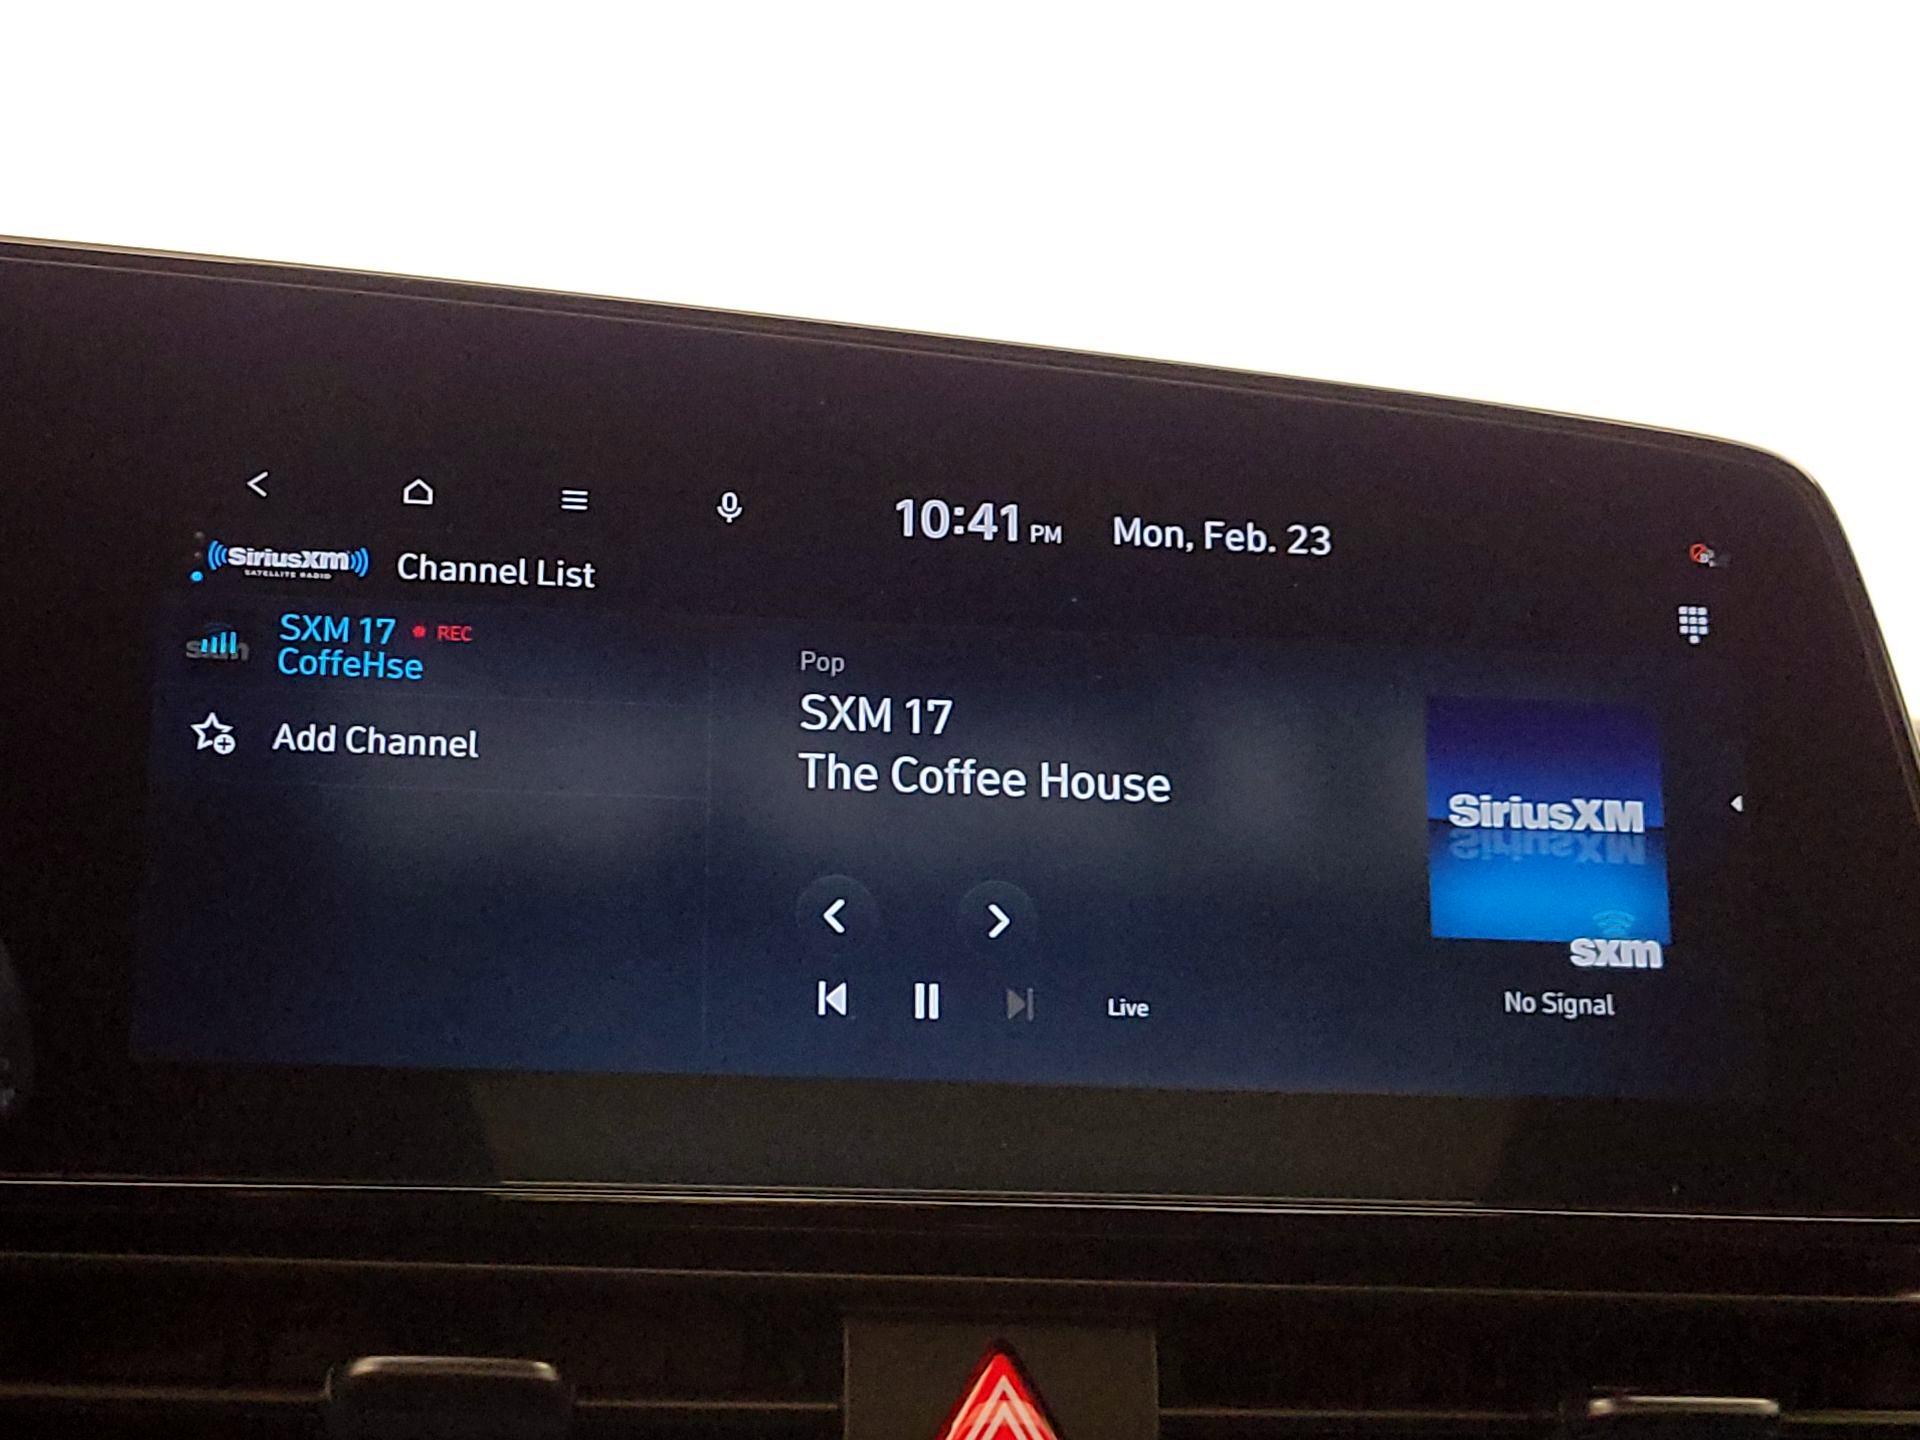 10:41 PM Mon, Feb. 23
SiriusXM Channel List
SATELLITE RADIO
SXM 17 REC
CoffeHse
Add Channel
Pop
SXM 17
The Coffee House
Live
SiriusXM
sxm
No Signal